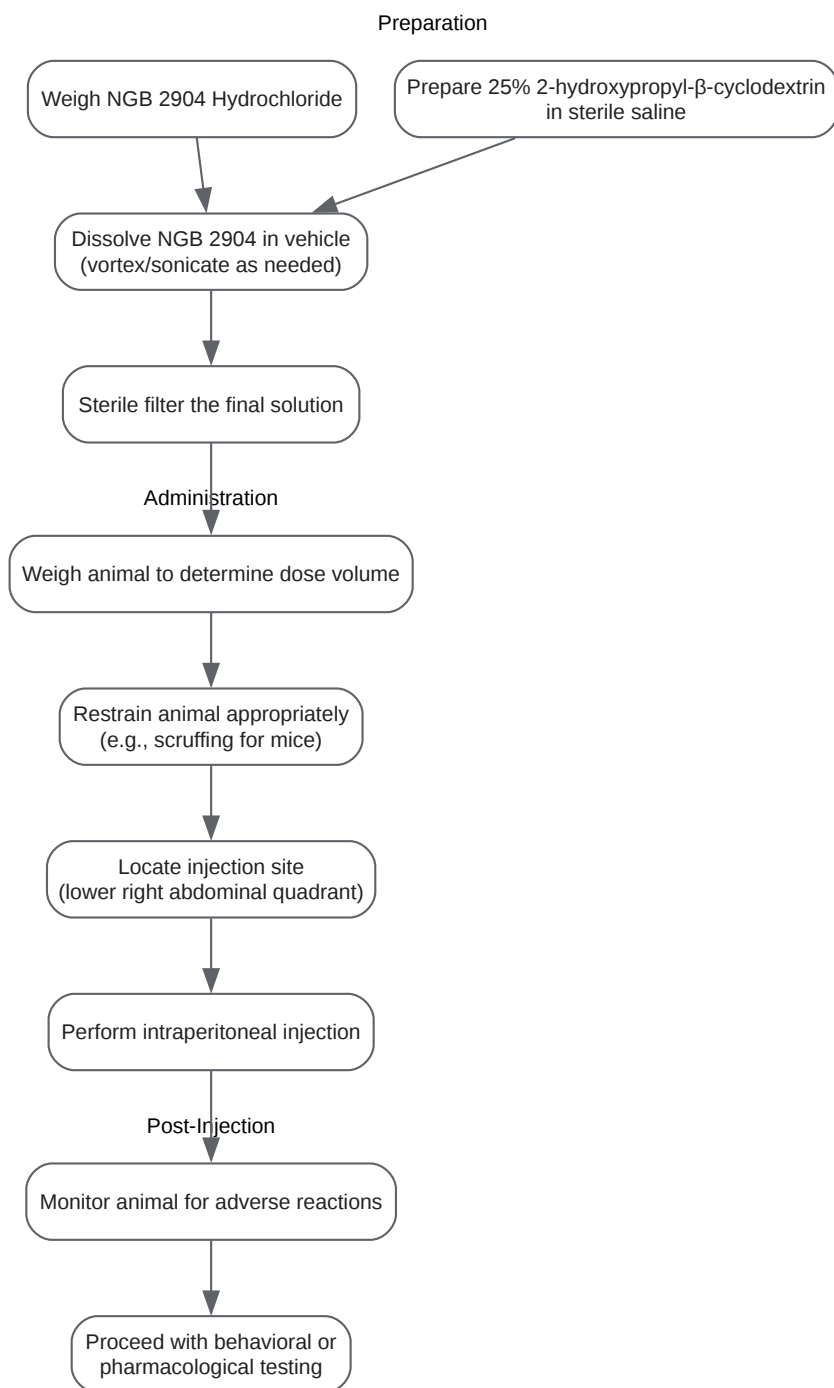 Preparation
Weigh NGB 2904 Hydrochloride
Prepare 25% 2-hydroxypropyl-β-cyclodextrin
in sterile saline
Dissolve NGB 2904 in vehicle
(vortex/sonicate as needed)
Sterile filter the final solution
Administration
Weigh animal to determine dose volume
Restrain animal appropriately
(e.g., scruffing for mice)
Locate injection site
(lower right abdominal quadrant)
Perform intraperitoneal injection
Post-Injection
Monitor animal for adverse reactions
Proceed with behavioral or
pharmacological testing